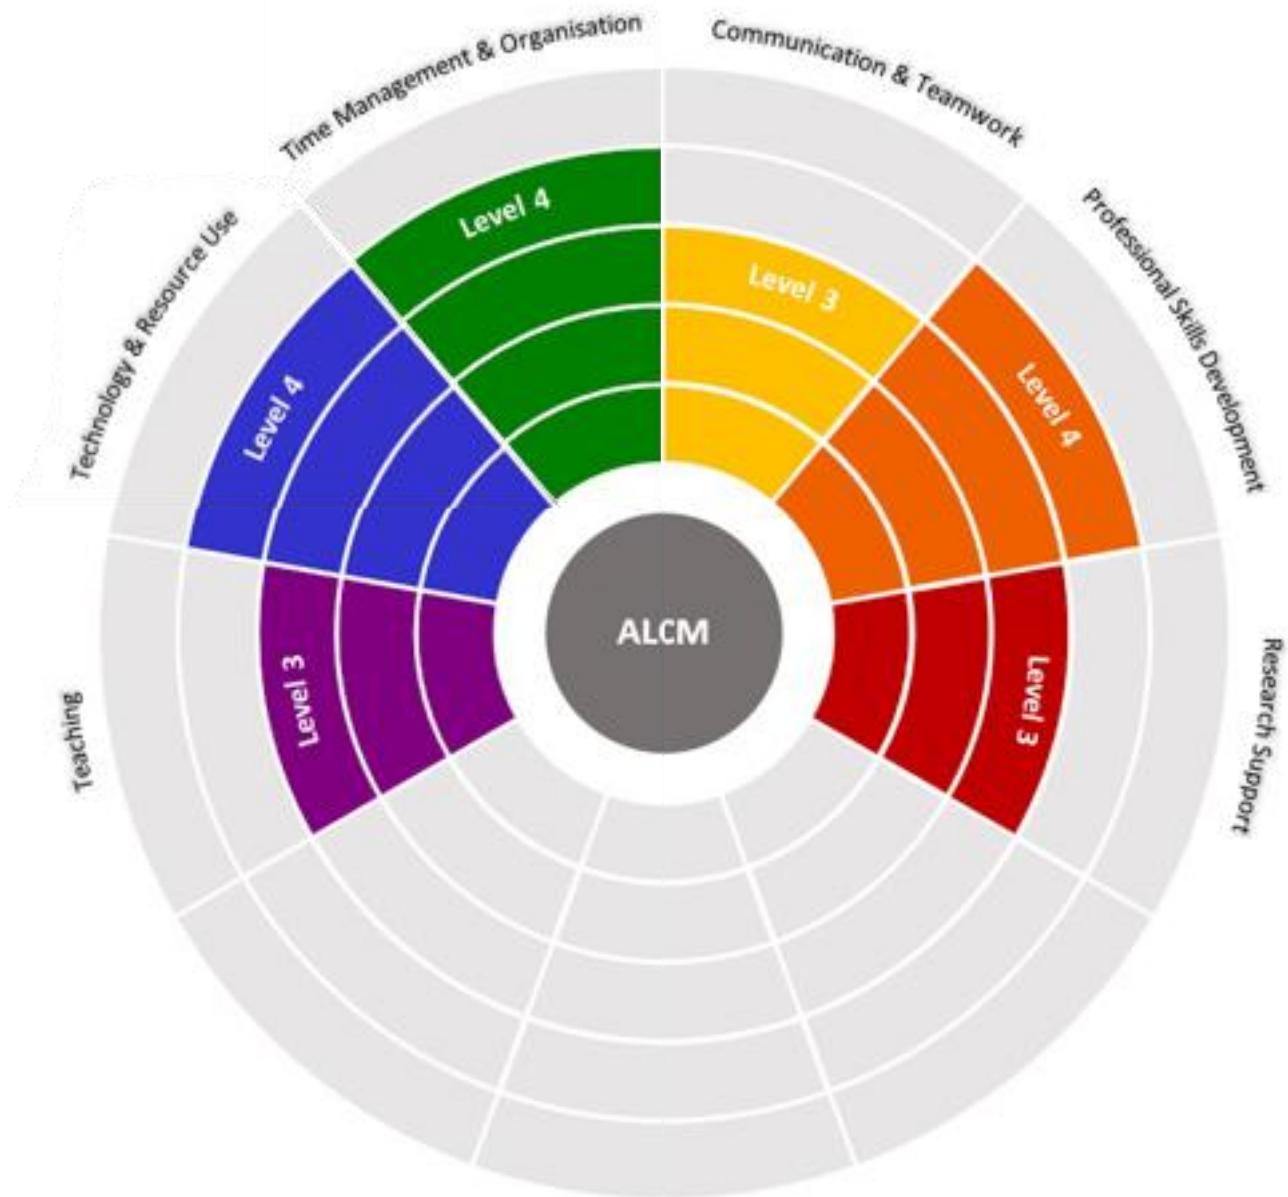 Time Management & Organisation
Communication & Teamwork
Professional Skills Development
Technology & Resource Use
Research Support
Teaching
Level 4
Level 3
Level 4
Level 4
Level 3
Level 3
ALCM